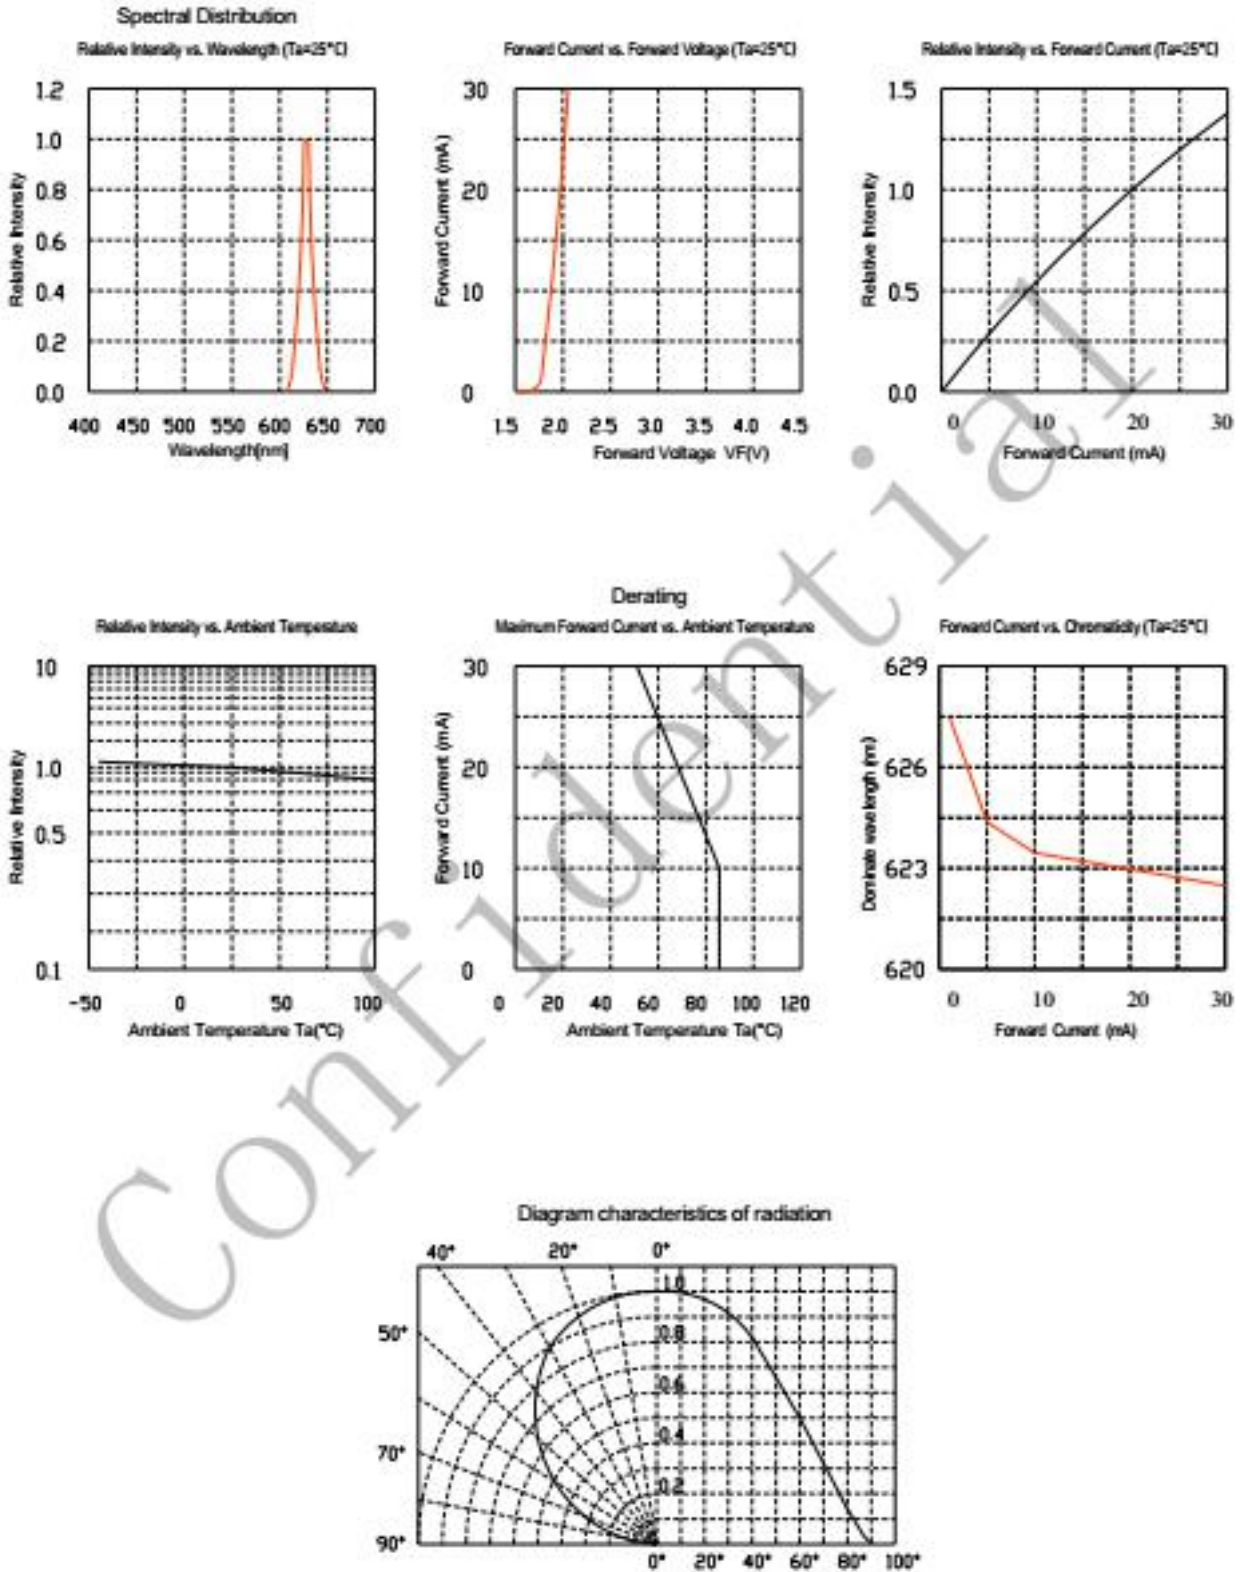 Spectral Distribution
Relative Intensity vs. Wavelength (Ta=25°C)
1.2
1.0
0.8
0.6
0.4
0.2
0.0
Relative Intensity
400 450 500 550 600 650 700
Wavelength[nm]
Forward Current vs. Forward Voltage (Ta=25°C)
30
20
10
0
Forward Current (mA)
1.5 2.0 2.5 3.0 3.5 4.0 4.5
Forward Voltage VF(V)
Relative Intensity vs. Forward Current (Ta=25°C)
1.5
1.0
0.5
0.0
Relative Intensity
0 10 20 30
Forward Current (mA)
Relative Intensity vs. Ambient Temperature
10
1.0
0.5
0.1
Relative Intensity
-50 0 50 100
Ambient Temperature Ta(°C)
Derating
Maximum Forward Current vs. Ambient Temperature
30
20
10
0
Forward Current (mA)
0 20 40 60 80 100 120
Ambient Temperature Ta(°C)
Forward Current vs. Chromaticity (Ta=25°C)
629
626
623
620
Dominate wavelength (nm)
0 10 20 30
Forward Current (mA)
Diagram characteristics of radiation
40° 20° 0°
50°
70°
90°
1.0
0.8
0.6
0.4
0.2
0° 20° 40° 60° 80° 100°
Confidential